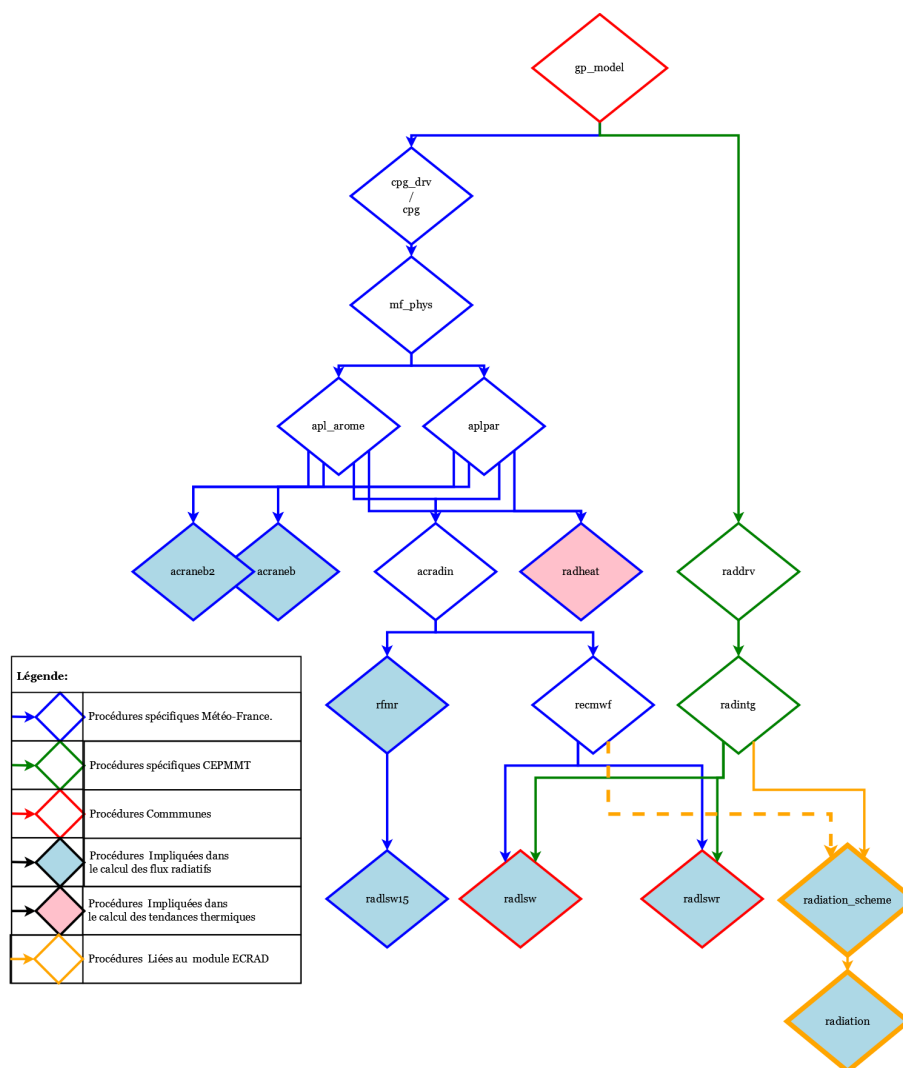 gp_model
cpg_drv
/
cpg
mf_phys
apl_arome
aplpar
acraneb2
acraneb
acradin
radheat
raddrv
rfmr
recmwf
radintg
radlsw15
radlsw
radlswr
radiation_scheme
radiation
Légende:
Procédures spécifiques Météo-France.
Procédures spécifiques CEPMMT
Procédures Commmunes
Procédures Impliquées dans
le calcul des flux radiatifs
Procédures Impliquées dans
le calcul des tendances thermiques
Procédures Liées au module ECRAD